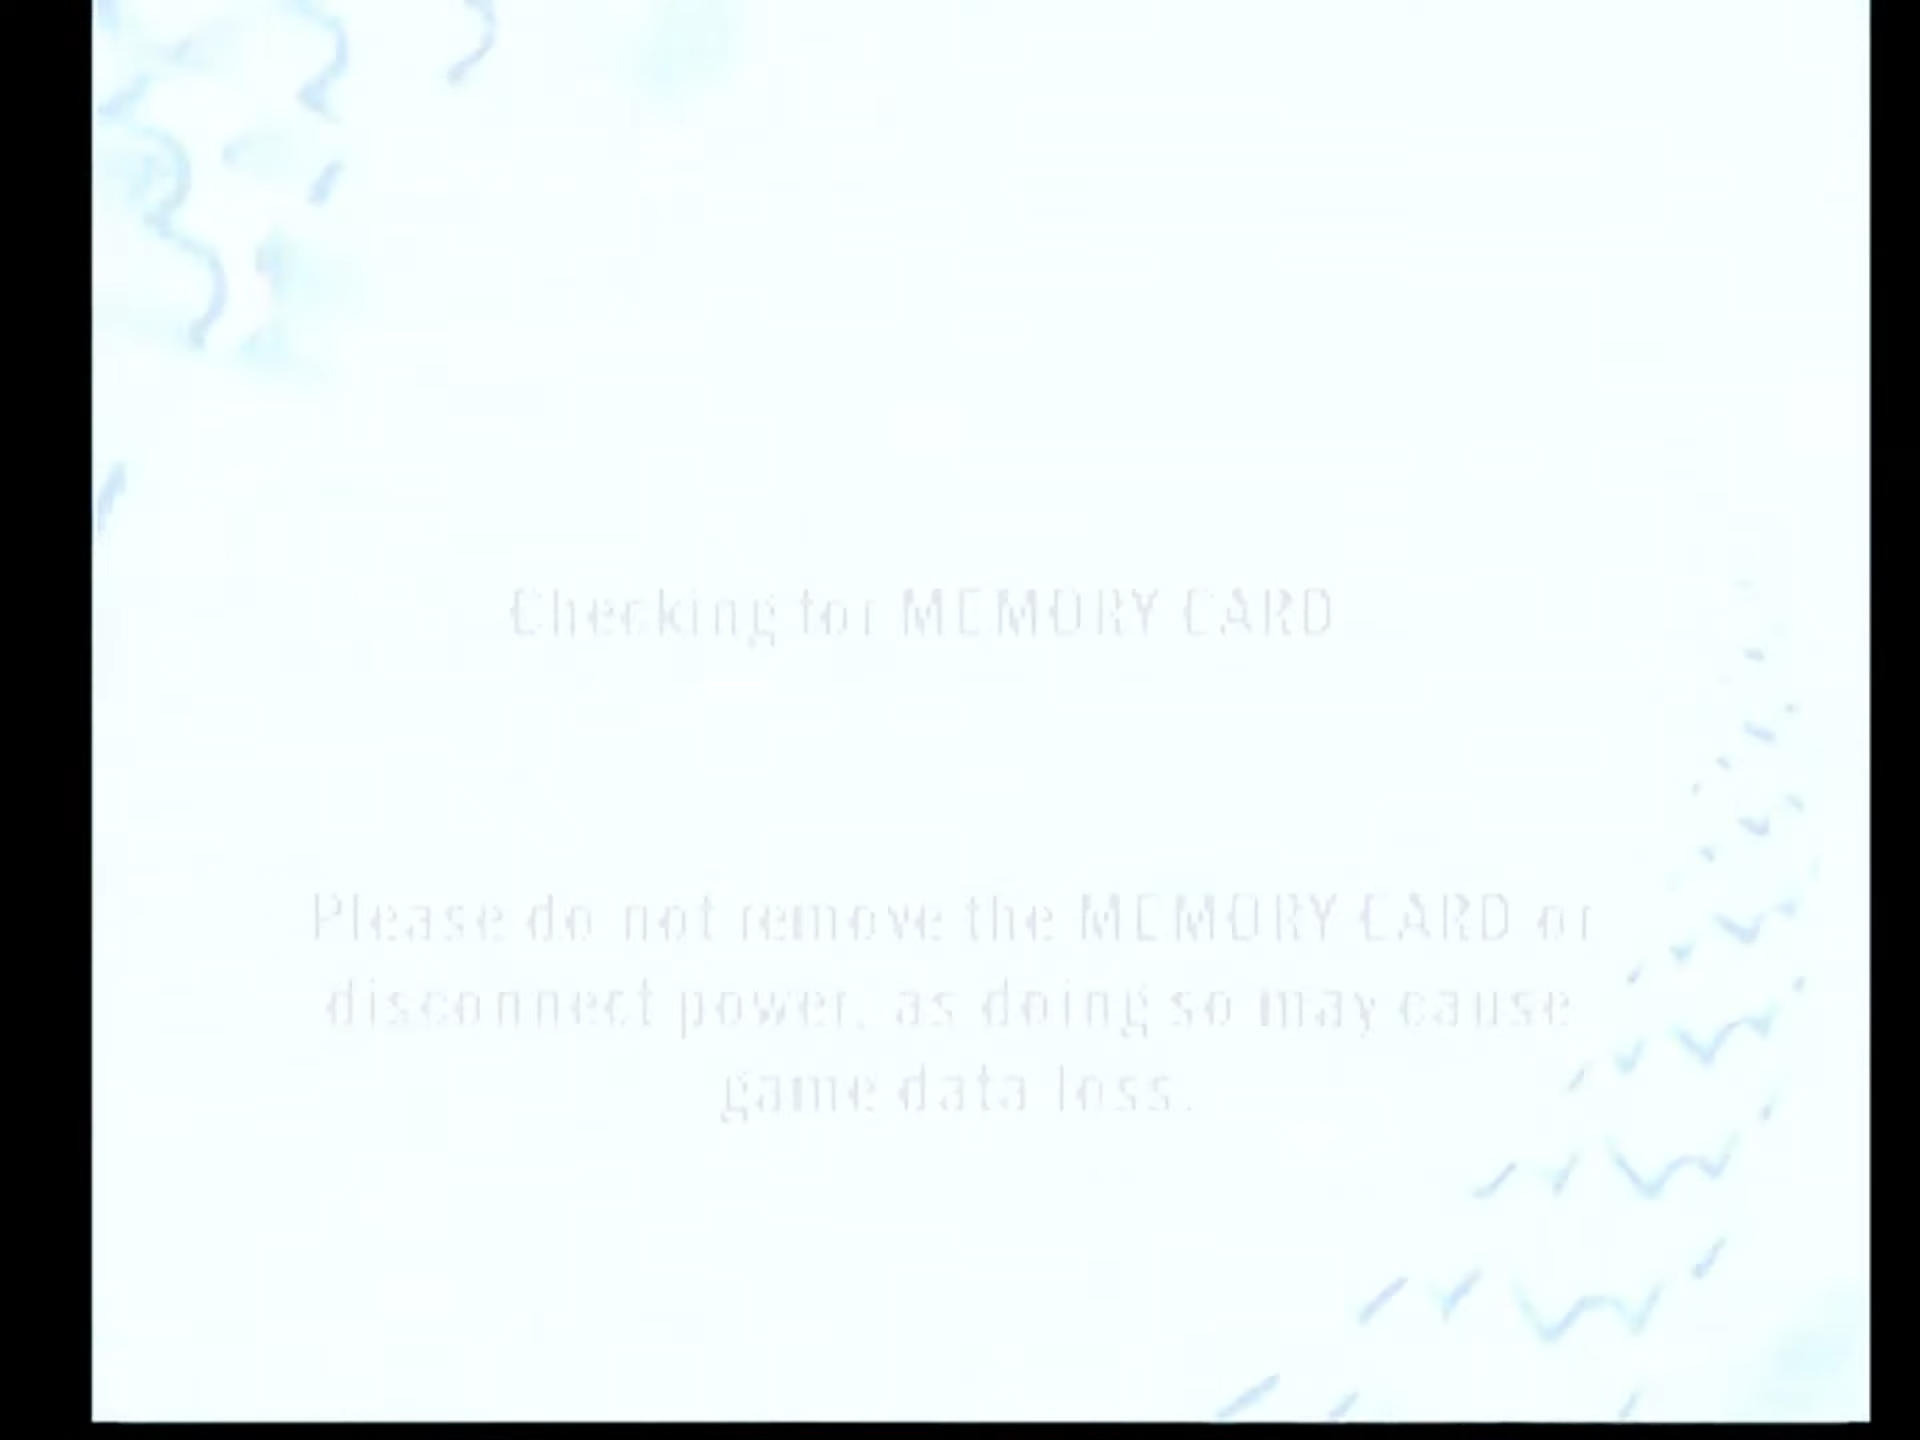 Checking for MEMORY CARD
Please do not remove the MEMORY CARD or
disconnect power, as doing so may cause
game data loss.